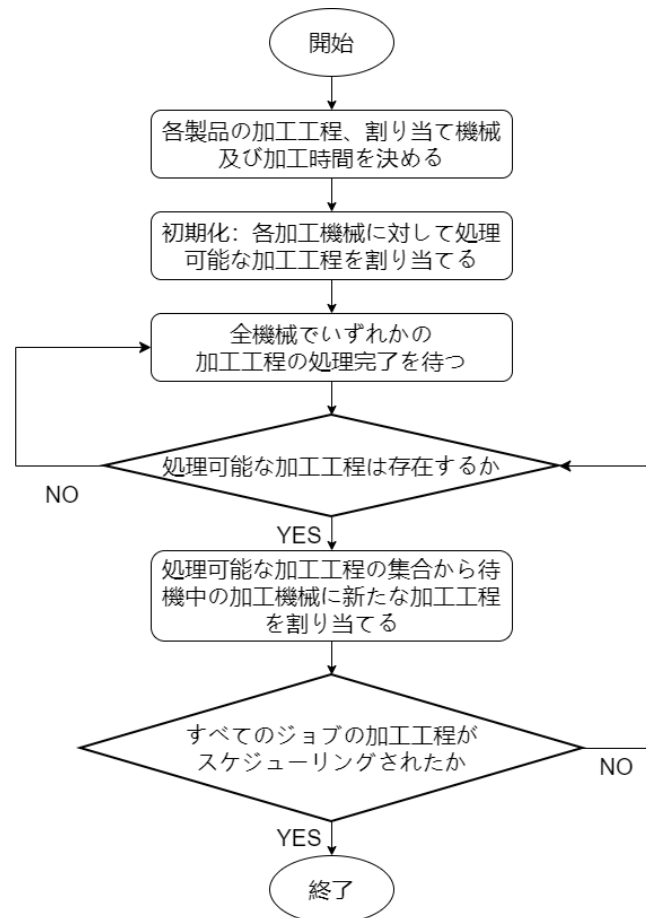 開始
各製品の加工工程、割り当て機械
及び加工時間を決める
初期化：各加工機械に対して処理
可能な加工工程を割り当てる
全機械でいずれかの
加工工程の処理完了を待つ
処理可能な加工工程は存在するか
NO
YES
処理可能な加工工程の集合から待
機中の加工機械に新たな加工工程
を割り当てる
すべてのジョブの加工工程が
スケジューリングされたか
NO
YES
終了